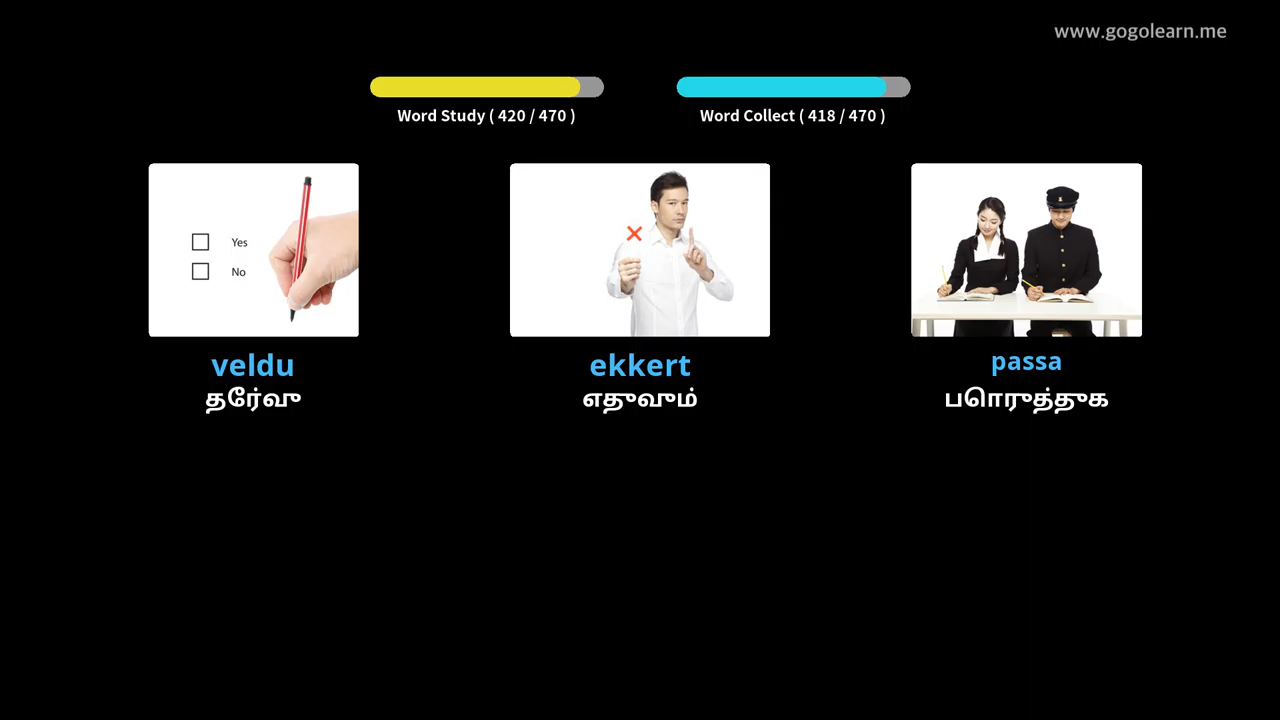 www.gogolearn.me
Word Study ( 420 / 470 )
Word Collect ( 418 / 470 )
Yes
No
veldu
ekkert
passa
தேர்வு
எதுவும்
பொருத்துக